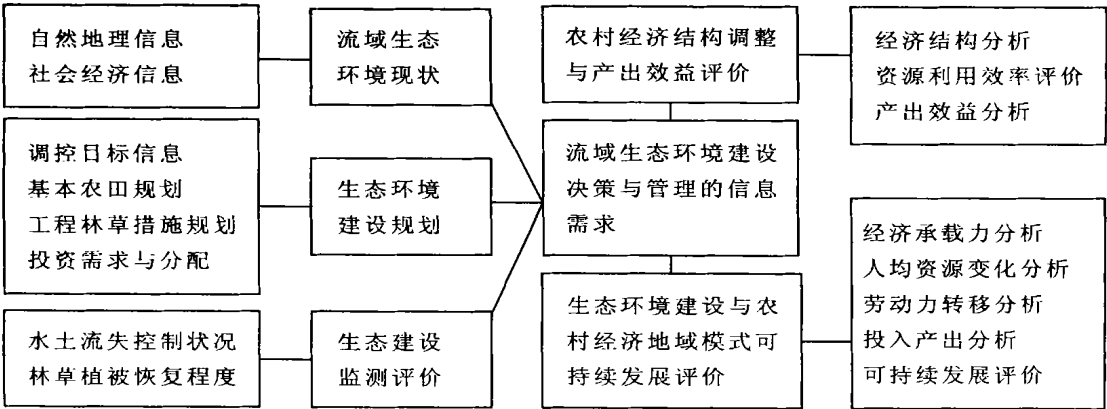 自然地理信息
社会经济信息
流域生态
环境现状
农村经济结构调整
与产出效益评价
经济结构分析
资源利用效率评价
产出效益分析
调控目标信息
基本农田规划
工程林草措施规划
投资需求与分配
生态环境
建设规划
流域生态环境建设
决策与管理的信息
需求
经济承载力分析
人均资源变化分析
劳动力转移分析
投入产出分析
可持续发展评价
水土流失控制状况
林草植被恢复程度
生态建设
监测评价
生态环境建设与农
村经济地域模式可
持续发展评价